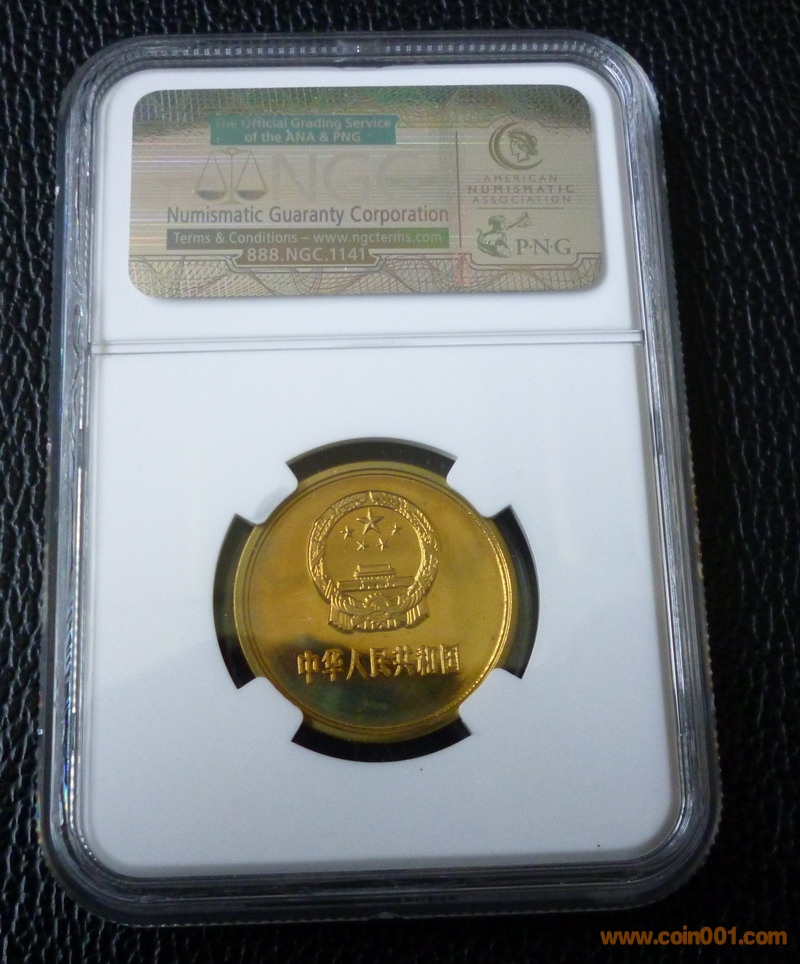 The Official Grading Service
of the ANA & PNG
NGC
Numismatic Guaranty Corporation
Terms & Conditions – www.ngcterms.com
888.NGC.1141
AMERICAN
NUMISMATIC
ASSOCIATION
P·N·G
中华人民共和国
www.coin001.com